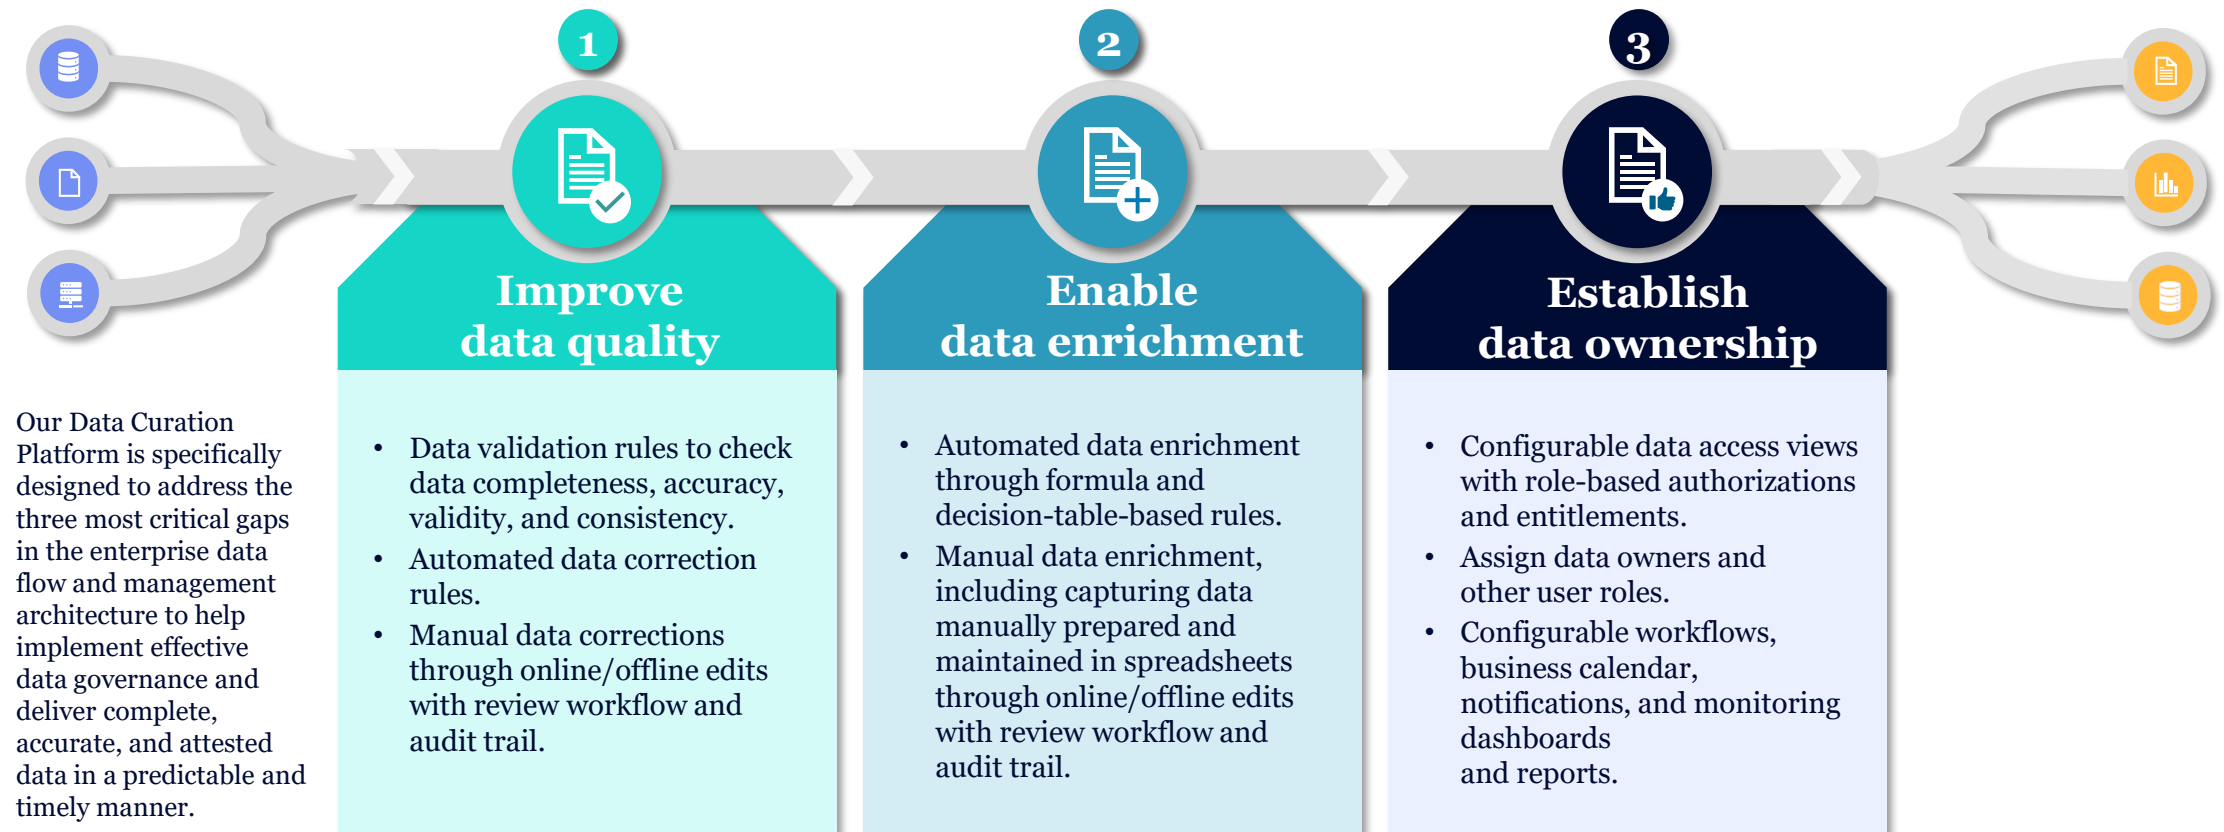 1
2
3
Improve
data quality
Enable
data enrichment
Establish
data ownership
Our Data Curation
Platform is specifically
designed to address the
three most critical gaps
in the enterprise data
flow and management
architecture to help
implement effective
data governance and
deliver complete,
accurate, and attested
data in a predictable and
timely manner.
• Data validation rules to check
data completeness, accuracy,
validity, and consistency.
• Automated data correction
rules.
• Manual data corrections
through online/offline edits
with review workflow and
audit trail.
• Automated data enrichment
through formula and
decision-table-based rules.
• Manual data enrichment,
including capturing data
manually prepared and
maintained in spreadsheets
through online/offline edits
with review workflow and
audit trail.
• Configurable data access views
with role-based authorizations
and entitlements.
• Assign data owners and
other user roles.
• Configurable workflows,
business calendar,
notifications, and monitoring
dashboards
and reports.